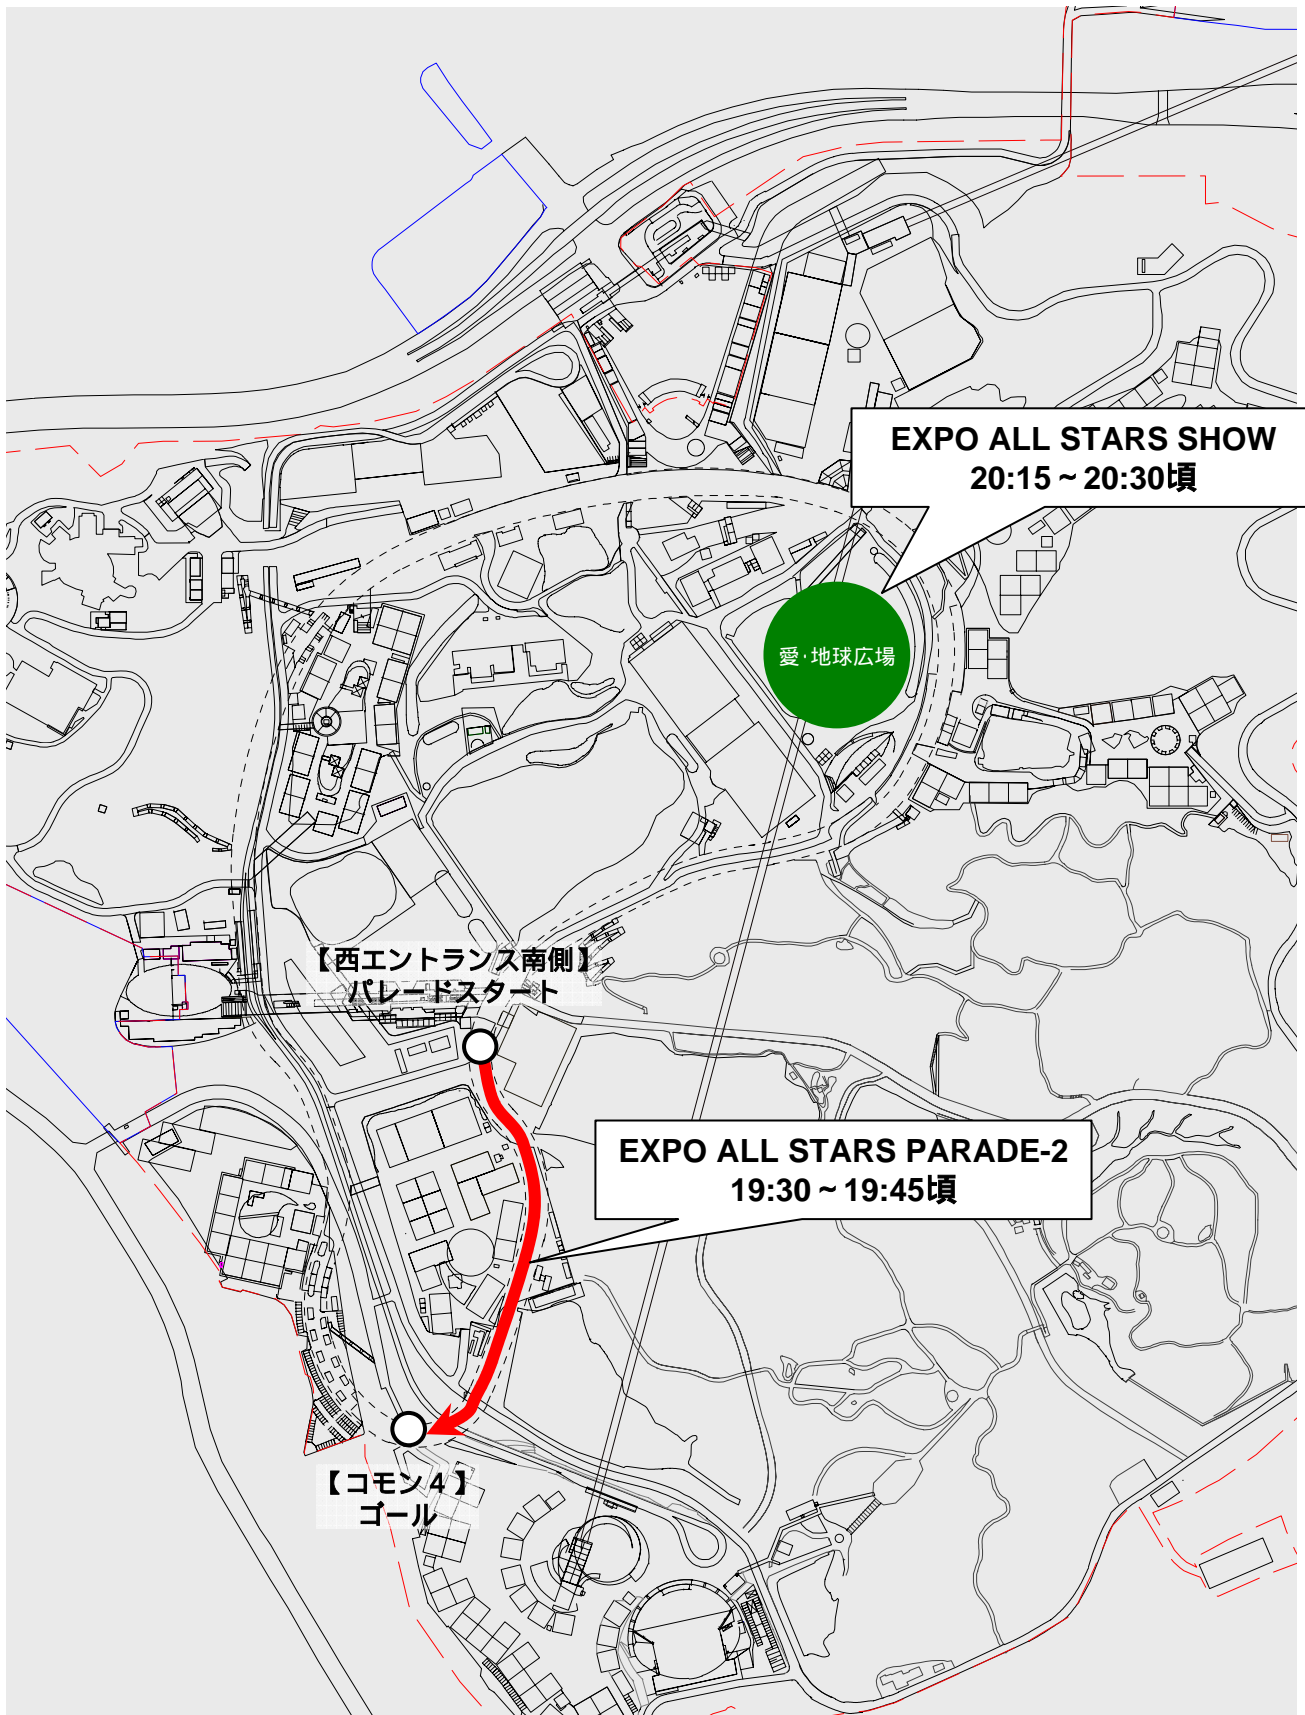 EXPO ALL STARS SHOW
20:15～20:30頃
愛・地球広場
【西エントランス南側】
パレードスタート
EXPO ALL STARS PARADE-2
19:30～19:45頃
【コモン４】
ゴール